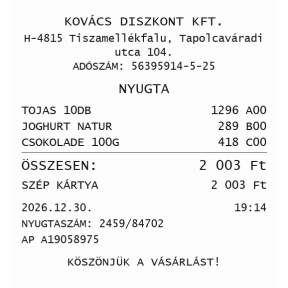 KOVÁCS DISZKONT KFT.
H-4815 Tiszamellékfalu, Tapolcaváradi
utca 104.
ADÓSZÁM: 56395914-5-25
NYUGTA
TOJAS 10DB 1296 A00
JOGHURT NATUR 289 B00
CSOKOLADE 100G 418 C00
ÖSSZESEN: 2 003 Ft
SZÉP KÁRTYA 2 003 Ft
2026.12.30. 19:14
NYUGTASZÁM: 2459/84702
AP A19058975
KÖSZÖNJÜK A VÁSÁRLÁST!